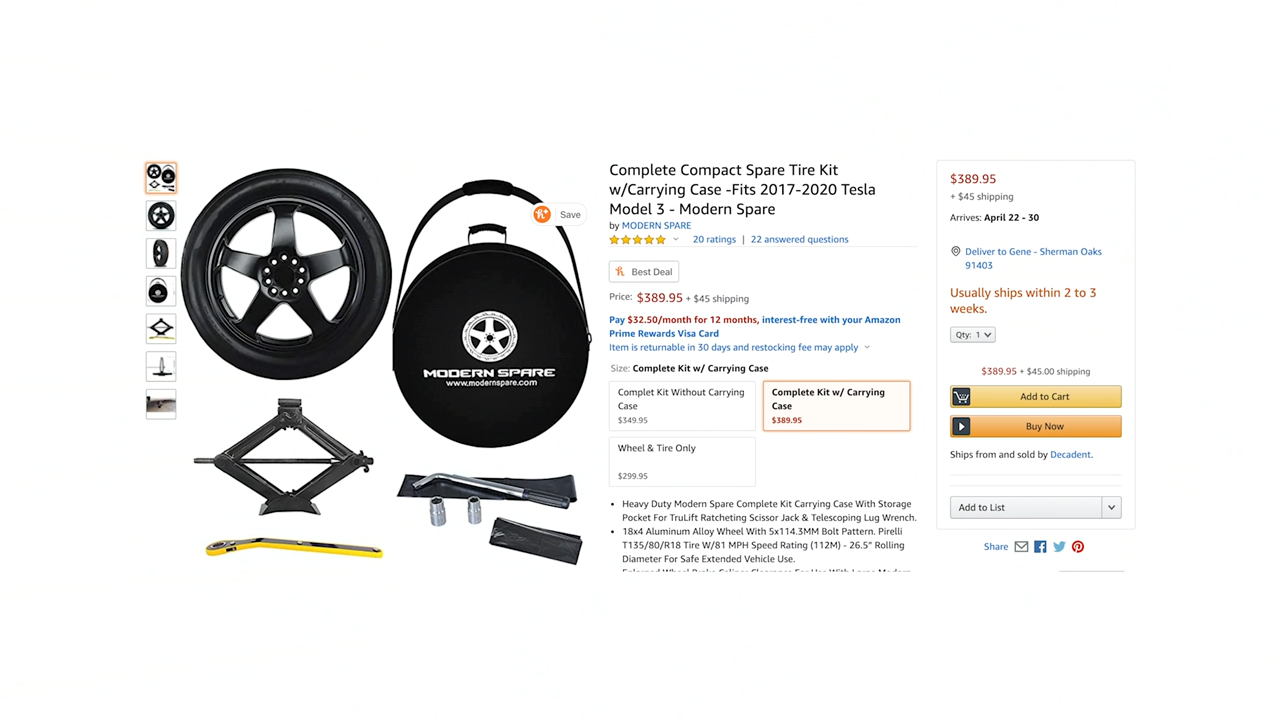 Complete Compact Spare Tire Kit
w/Carrying Case -Fits 2017-2020 Tesla
Model 3 - Modern Spare
by MODERN SPARE
20 ratings | 22 answered questions
Save
Best Deal
Price: $389.95 + $45 shipping
Pay $32.50/month for 12 months, interest-free with your Amazon
Prime Rewards Visa Card
Item is returnable in 30 days and restocking fee may apply
Size: Complete Kit w/ Carrying Case
Complet Kit Without Carrying
Case
$349.95
Complete Kit w/ Carrying
Case
$389.95
Wheel & Tire Only
$299.95
• Heavy Duty Modern Spare Complete Kit Carrying Case With Storage
Pocket For TruLift Ratcheting Scissor Jack & Telescoping Lug Wrench.
• 18x4 Aluminum Alloy Wheel With 5x114.3MM Bolt Pattern. Pirelli
T135/80/R18 Tire W/81 MPH Speed Rating (112M) - 26.5" Rolling
Diameter For Safe Extended Vehicle Use.
MODERN SPARE
www.modernspare.com
$389.95
+ $45 shipping
Arrives: April 22 - 30
Deliver to Gene - Sherman Oaks
91403
Usually ships within 2 to 3
weeks.
Qty: 1
$389.95 + $45.00 shipping
Add to Cart
Buy Now
Ships from and sold by Decadent.
Add to List
Share